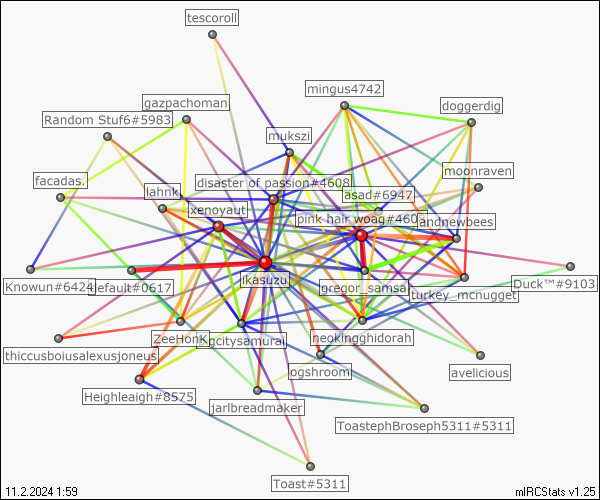 tescoroll
mingus4742
gazpachoman
doggerdig
Random Stuf6#5983
mukszi
moonraven
facadas.
disaster of passion#4608
lahnk
asad#6947
xenoyaut
pink hair woag#460
andnewbees
Knowun#6424
default#0617
ikasuzu
gregor_samsa
turkey_mcnugget
Duck™#9103
ZeeHonk
gcitysamurai
neokingghidorah
thiccusboiusalexusjoneus
ogshroom
avelicious
Heighleaigh#8575
jarlbreadmaker
ToastephBroseph5311#5311
Toast#5311
11.2.2024 1:59
mIRCStats v1.25